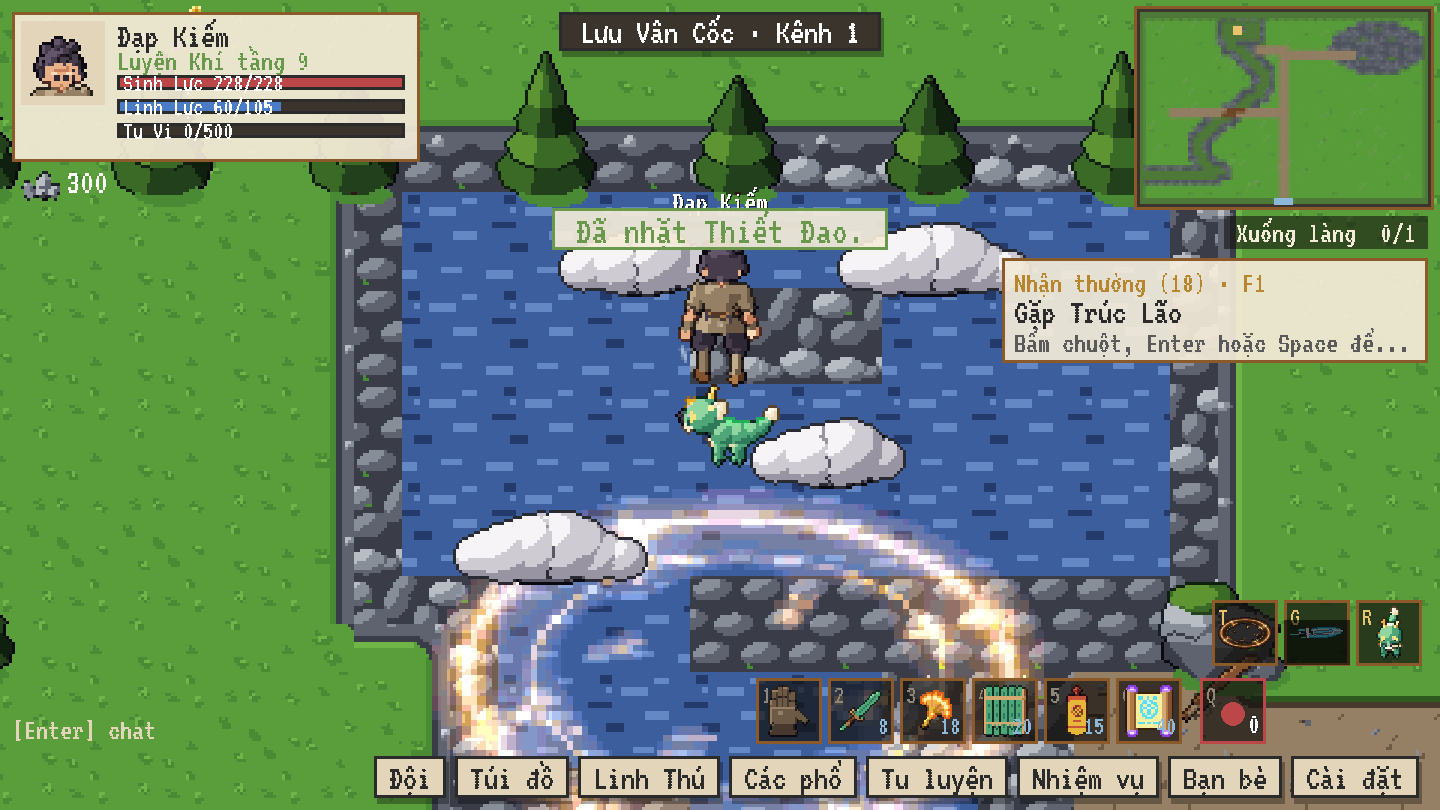 Đạp Kiếm
Luyện Khí tầng 9
Sinh Lực 228/228
Linh Lực 60/105
Tu Vi 0/500
300
Lưu Vân Cốc · Kênh 1
Đạp Kiếm
Đã nhặt Thiết Đao.
Xuống làng 0/1
Nhận thưởng (18) · F1
Gặp Trúc Lão
Bấm chuột, Enter hoặc Space để...
T
G
R
1
2
8
3
18
4
20
5
15
10
Q
0
[Enter] chat
Đội
Túi đồ
Linh Thú
Các phổ
Tu luyện
Nhiệm vụ
Bạn bè
Cài đặt